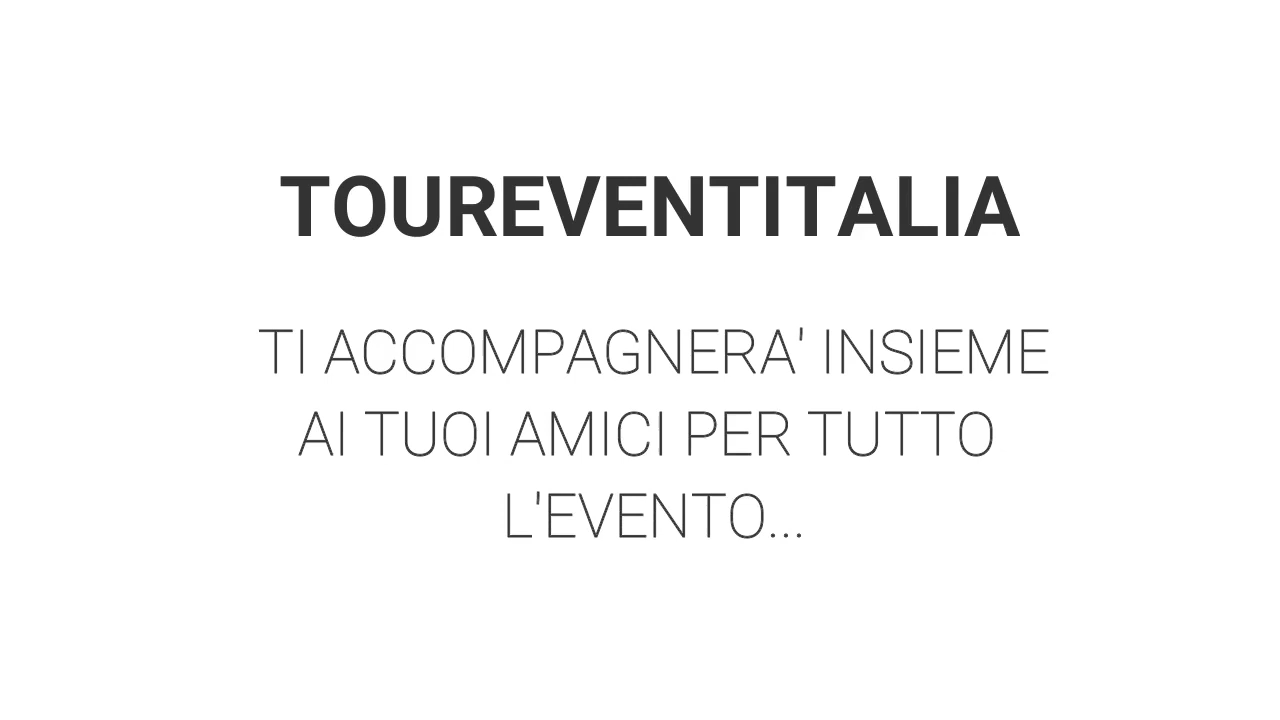 TOUREVENTITALIA
TI ACCOMPAGNERA' INSIEME
AI TUOI AMICI PER TUTTO
L'EVENTO...